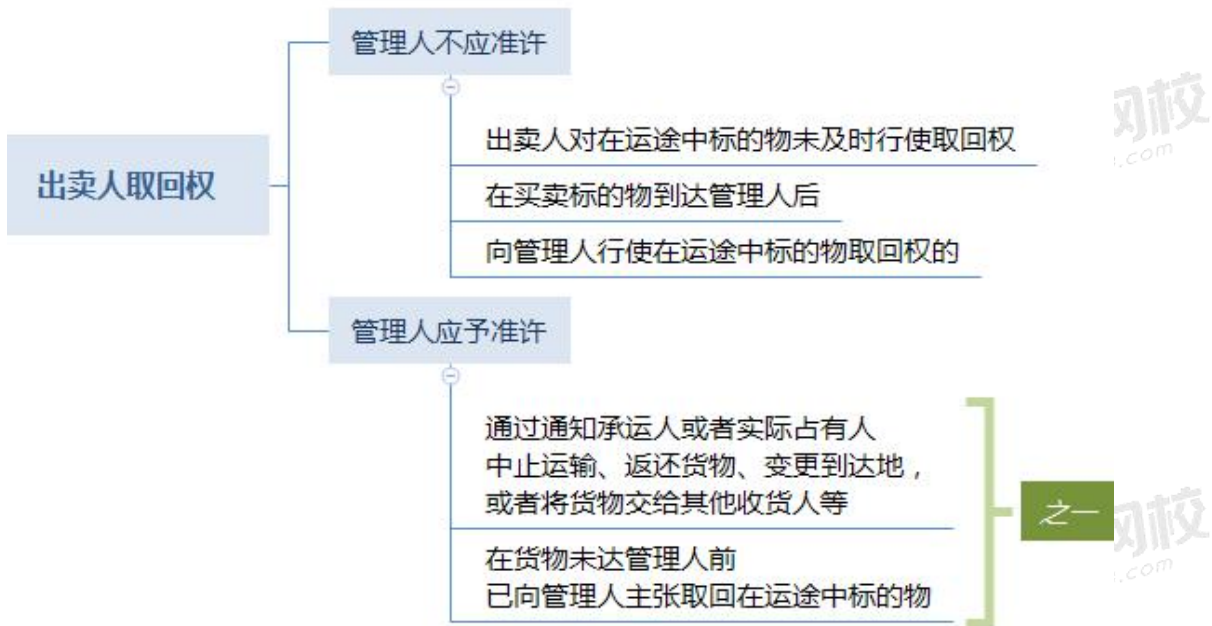 管理人不应准许
出卖人对在运途中标的物未及时行使取回权
出卖人取回权
在买卖标的物到达管理人后
向管理人行使在运途中标的物取回权的
管理人应予准许
通过通知承运人或者实际占有人
中止运输、返还货物、变更到达地，
或者将货物交给其他收货人等
之一
在货物未达管理人前
已向管理人主张取回在运途中标的物
网校
.com
网校
.com